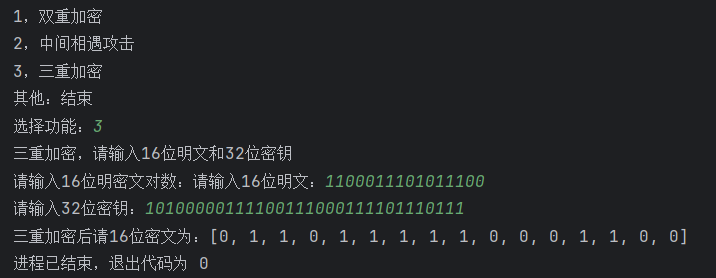 1，双重加密
2，中间相遇攻击
3，三重加密
其他：结束
选择功能：3
三重加密，请输入16位明文和32位密钥
请输入16位明密文对数：请输入16位明文：1100011101011100
请输入32位密钥：10100000111100111000111101110111
三重加密后请16位密文为：[0, 1, 1, 0, 1, 1, 1, 1, 1, 0, 0, 0, 1, 1, 0, 0]
进程已结束，退出代码为 0